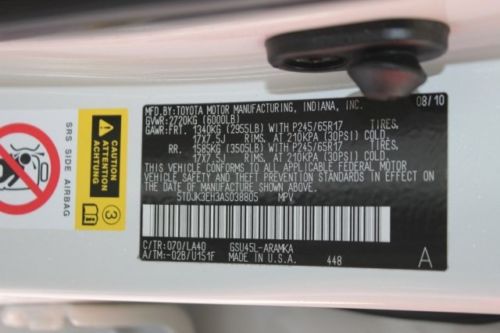 MFD.BY:TOYOTA MOTOR MANUFACTURING, INDIANA, INC. 08/10
GVWR:2720KG (6000LB)
GAWR:FRT. 1340KG (2955LB) WITH P245/65R17 TIRES,
17X7.5J RIMS, AT 210KPA (30PSI) COLD.
RR. (3505LB) WITH P245/65R17 TIRES,
17X7.5J RIMS, AT 210KPA (30PSI) COLD.
THIS VEHICLE CONFORMS TO ALL APPLICABLE FEDERAL MOTOR
VEHICLE SAFETY STANDARDS IN EFFECT ON THE
DATE OF MANUFACTURE SHOWN ABOVE.
5TDJK3EH3AS038805 MPV
C/TR:070/LA40 GSU45L-ARAMKA
A/TM:-02B/U151F MADE IN U.S.A. 448 A
SRS SIDE AIRBAG
CAUTION
ATTENTION
ACHTUNG
3